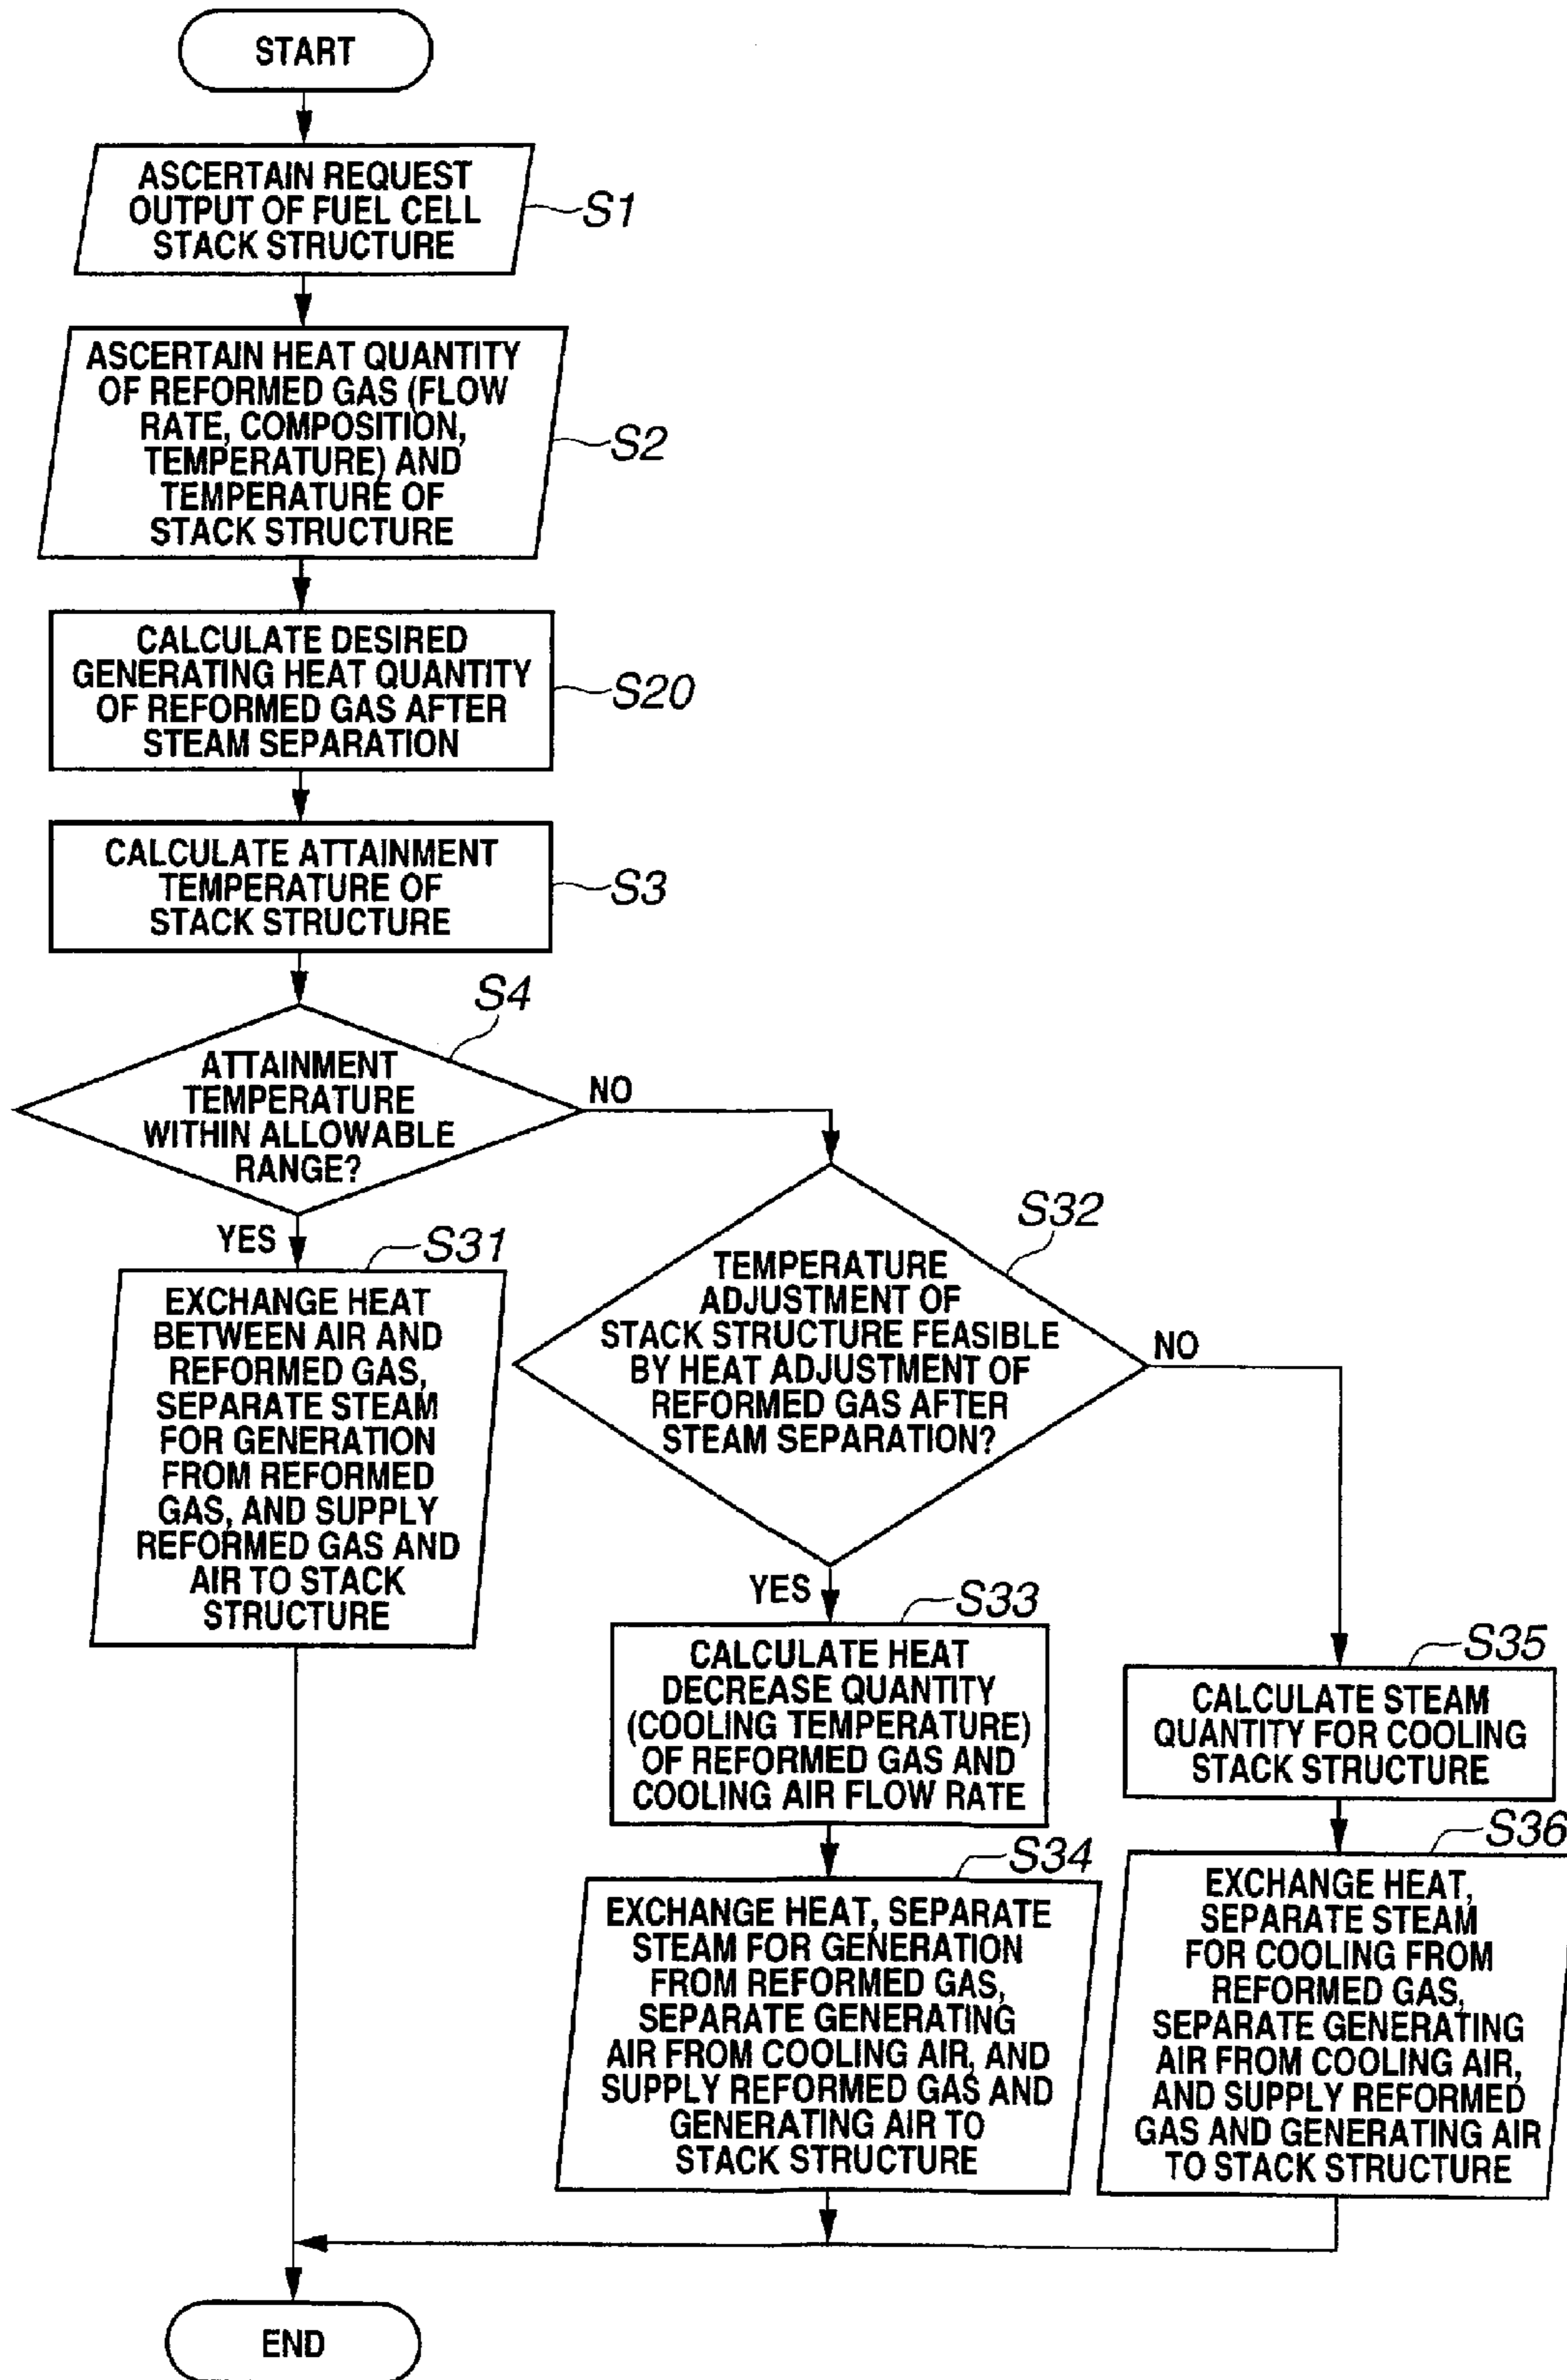 START
ASCERTAIN REQUEST
OUTPUT OF FUEL CELL
STACK STRUCTURE
S1
ASCERTAIN HEAT QUANTITY
OF REFORMED GAS (FLOW
RATE, COMPOSITION,
TEMPERATURE) AND
TEMPERATURE OF
STACK STRUCTURE
S2
CALCULATE DESIRED
GENERATING HEAT QUANTITY
OF REFORMED GAS AFTER
STEAM SEPARATION
S20
CALCULATE ATTAINMENT
TEMPERATURE OF
STACK STRUCTURE
S3
S4
ATTAINMENT
TEMPERATURE
WITHIN ALLOWABLE
RANGE?
NO
YES
S31
EXCHANGE HEAT
BETWEEN AIR AND
REFORMED GAS,
SEPARATE STEAM
FOR GENERATION
FROM REFORMED
GAS, AND SUPPLY
REFORMED GAS AND
AIR TO STACK
STRUCTURE
S32
TEMPERATURE
ADJUSTMENT OF
STACK STRUCTURE FEASIBLE
BY HEAT ADJUSTMENT OF
REFORMED GAS AFTER
STEAM SEPARATION?
NO
YES
S33
CALCULATE HEAT
DECREASE QUANTITY
(COOLING TEMPERATURE)
OF REFORMED GAS AND
COOLING AIR FLOW RATE
S34
EXCHANGE HEAT, SEPARATE
STEAM FOR GENERATION
FROM REFORMED GAS,
SEPARATE GENERATING
AIR FROM COOLING AIR, AND
SUPPLY REFORMED GAS AND
GENERATING AIR TO
STACK STRUCTURE
S35
CALCULATE STEAM
QUANTITY FOR COOLING
STACK STRUCTURE
S36
EXCHANGE HEAT,
SEPARATE STEAM
FOR COOLING FROM
REFORMED GAS,
SEPARATE GENERATING
AIR FROM COOLING AIR,
AND SUPPLY REFORMED
GAS AND GENERATING AIR
TO STACK STRUCTURE
END